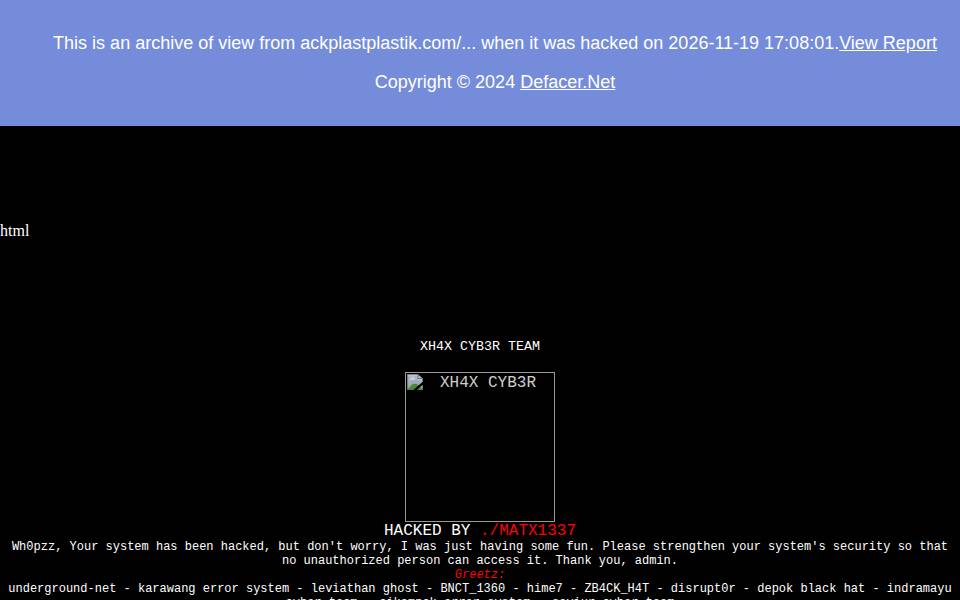 This is an archive of view from ackplastplastik.com/... when it was hacked on 2026-11-19 17:08:01.View Report
Copyright © 2024 Defacer.Net
html
XH4X CYB3R TEAM
XH4X CYB3R
HACKED BY ./MATX1337
Wh0pzz, Your system has been hacked, but don't worry, I was just having some fun. Please strengthen your system's security so that
no unauthorized person can access it. Thank you, admin.
Greetz:
underground-net - karawang error system - leviathan ghost - BNCT_1360 - hime7 - ZB4CK_H4T - disrupt0r - depok black hat - indramayu